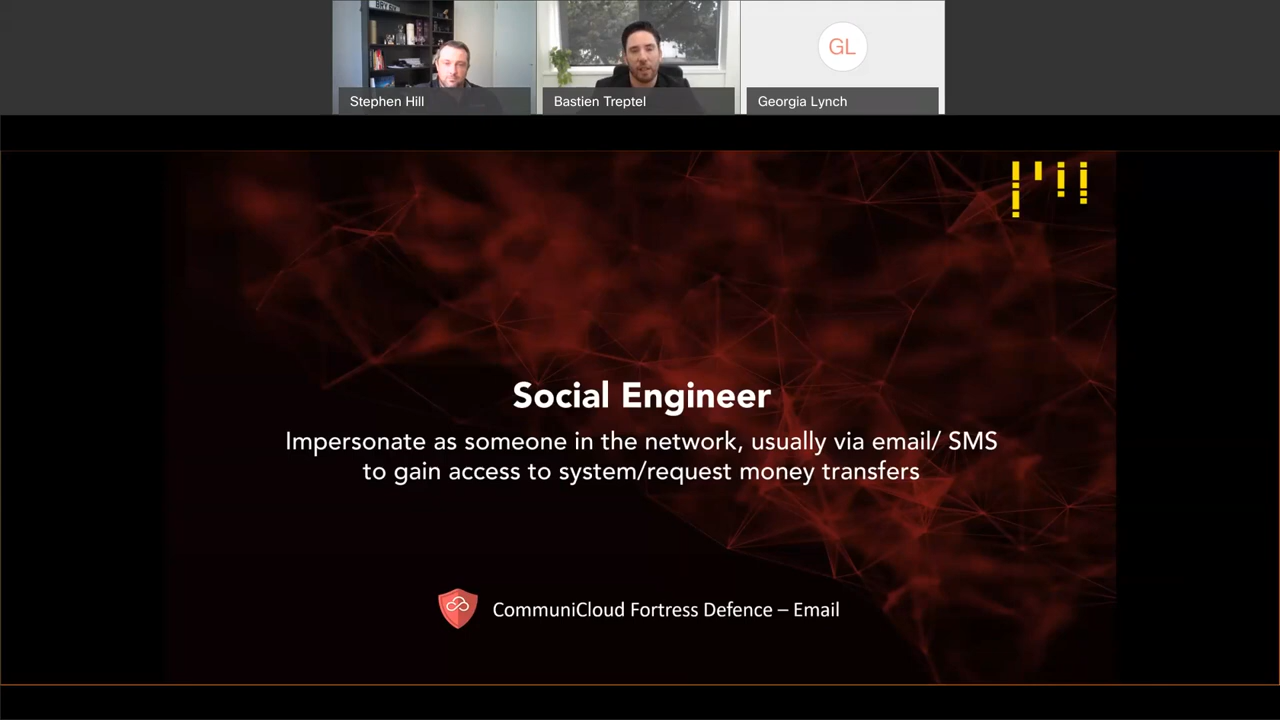 Stephen Hill
Bastien Treptel
GL
Georgia Lynch
Social Engineer
Impersonate as someone in the network, usually via email/ SMS
to gain access to system/request money transfers
CommuniCloud Fortress Defence – Email